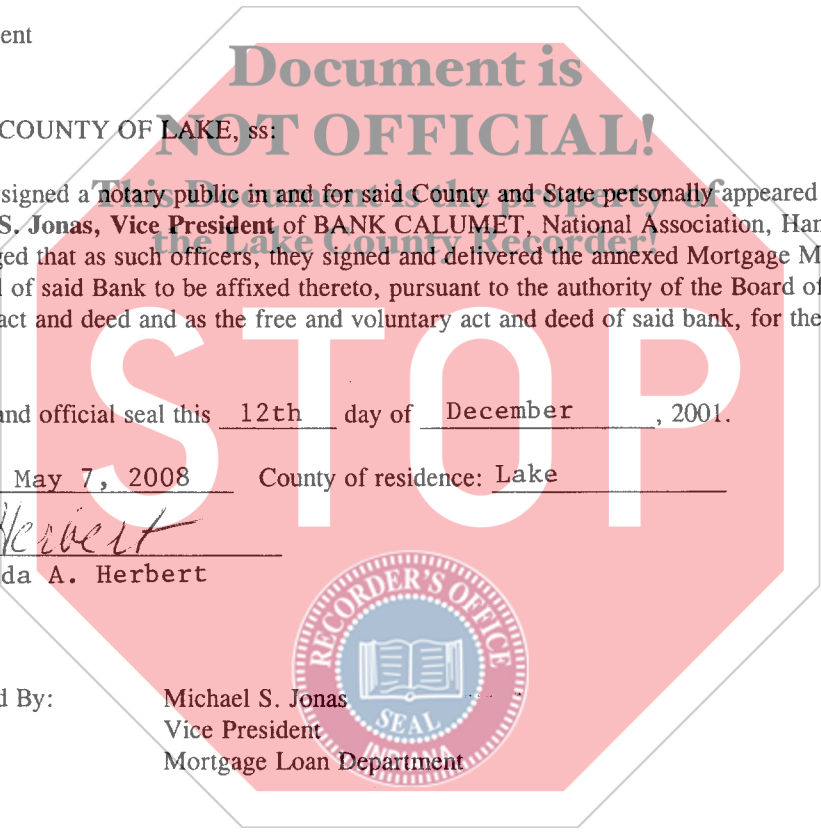 ent
Document is
NOT OFFICIAL!
This Document is the property of
the Lake County Recorder!
COUNTY OF LAKE, ss:
signed a notary public in and for said County and State personally appeared
S. Jonas, Vice President of BANK CALUMET, National Association, Han
ged that as such officers, they signed and delivered the annexed Mortgage M
l of said Bank to be affixed thereto, pursuant to the authority of the Board of
act and deed and as the free and voluntary act and deed of said bank, for the
STOP
and official seal this 12th day of December, 2001.
May 7, 2008 County of residence: Lake
Herbert
da A. Herbert
RECORDER'S OFFICE
SEAL
INDIANA
d By: Michael S. Jonas
Vice President
Mortgage Loan Department